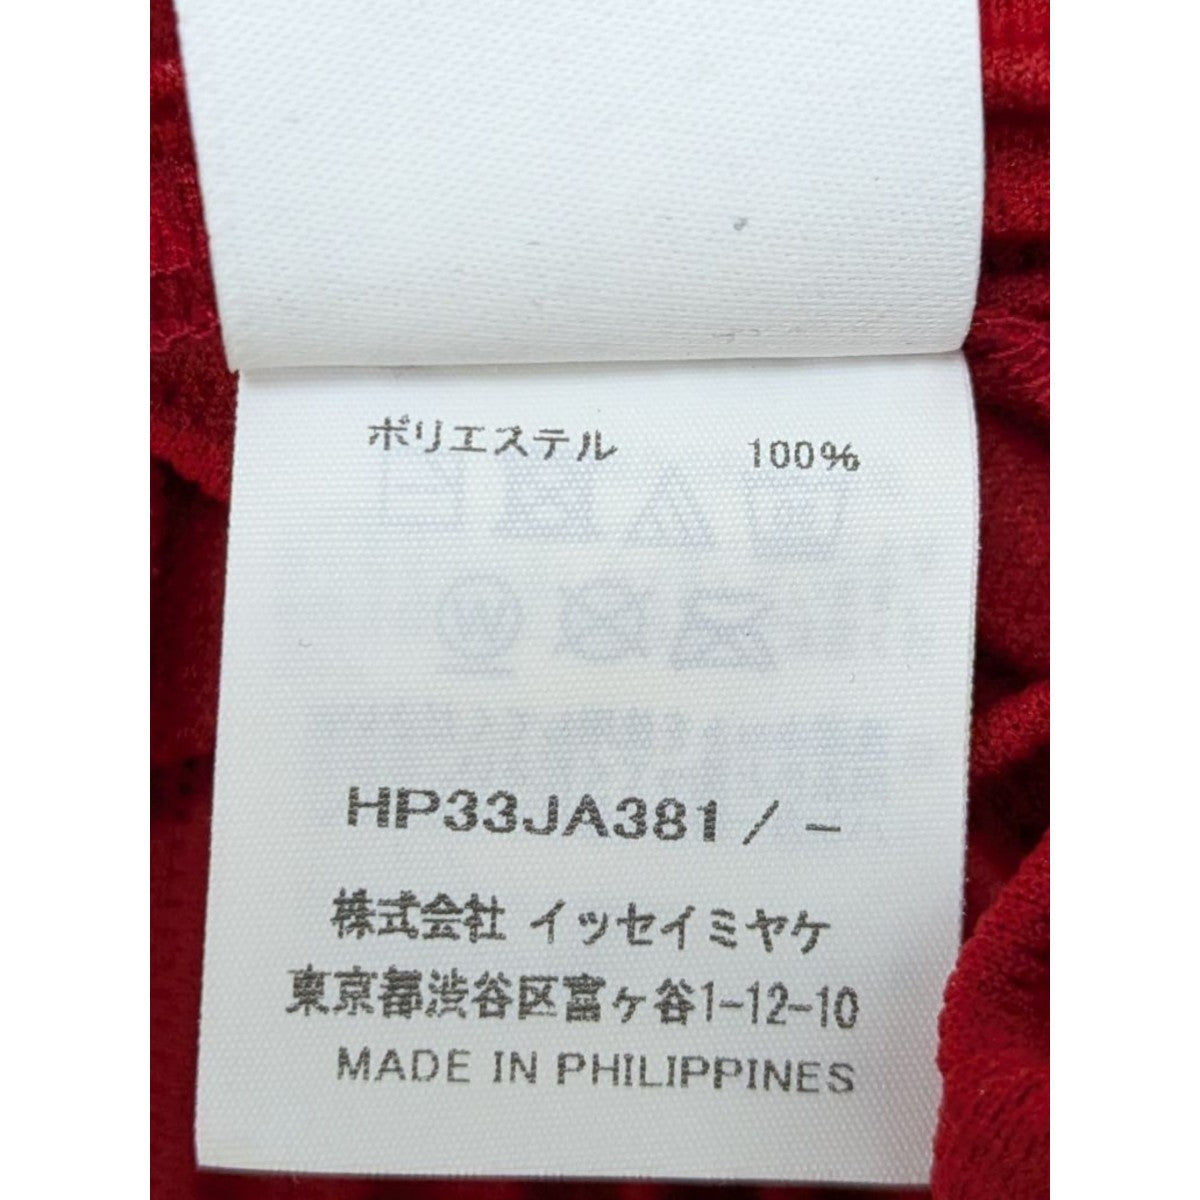 ポリエステル 100%
HP33JA381 / -
株式会社 イッセイミヤケ
東京都渋谷区富ヶ谷1-12-10
MADE IN PHILIPPINES